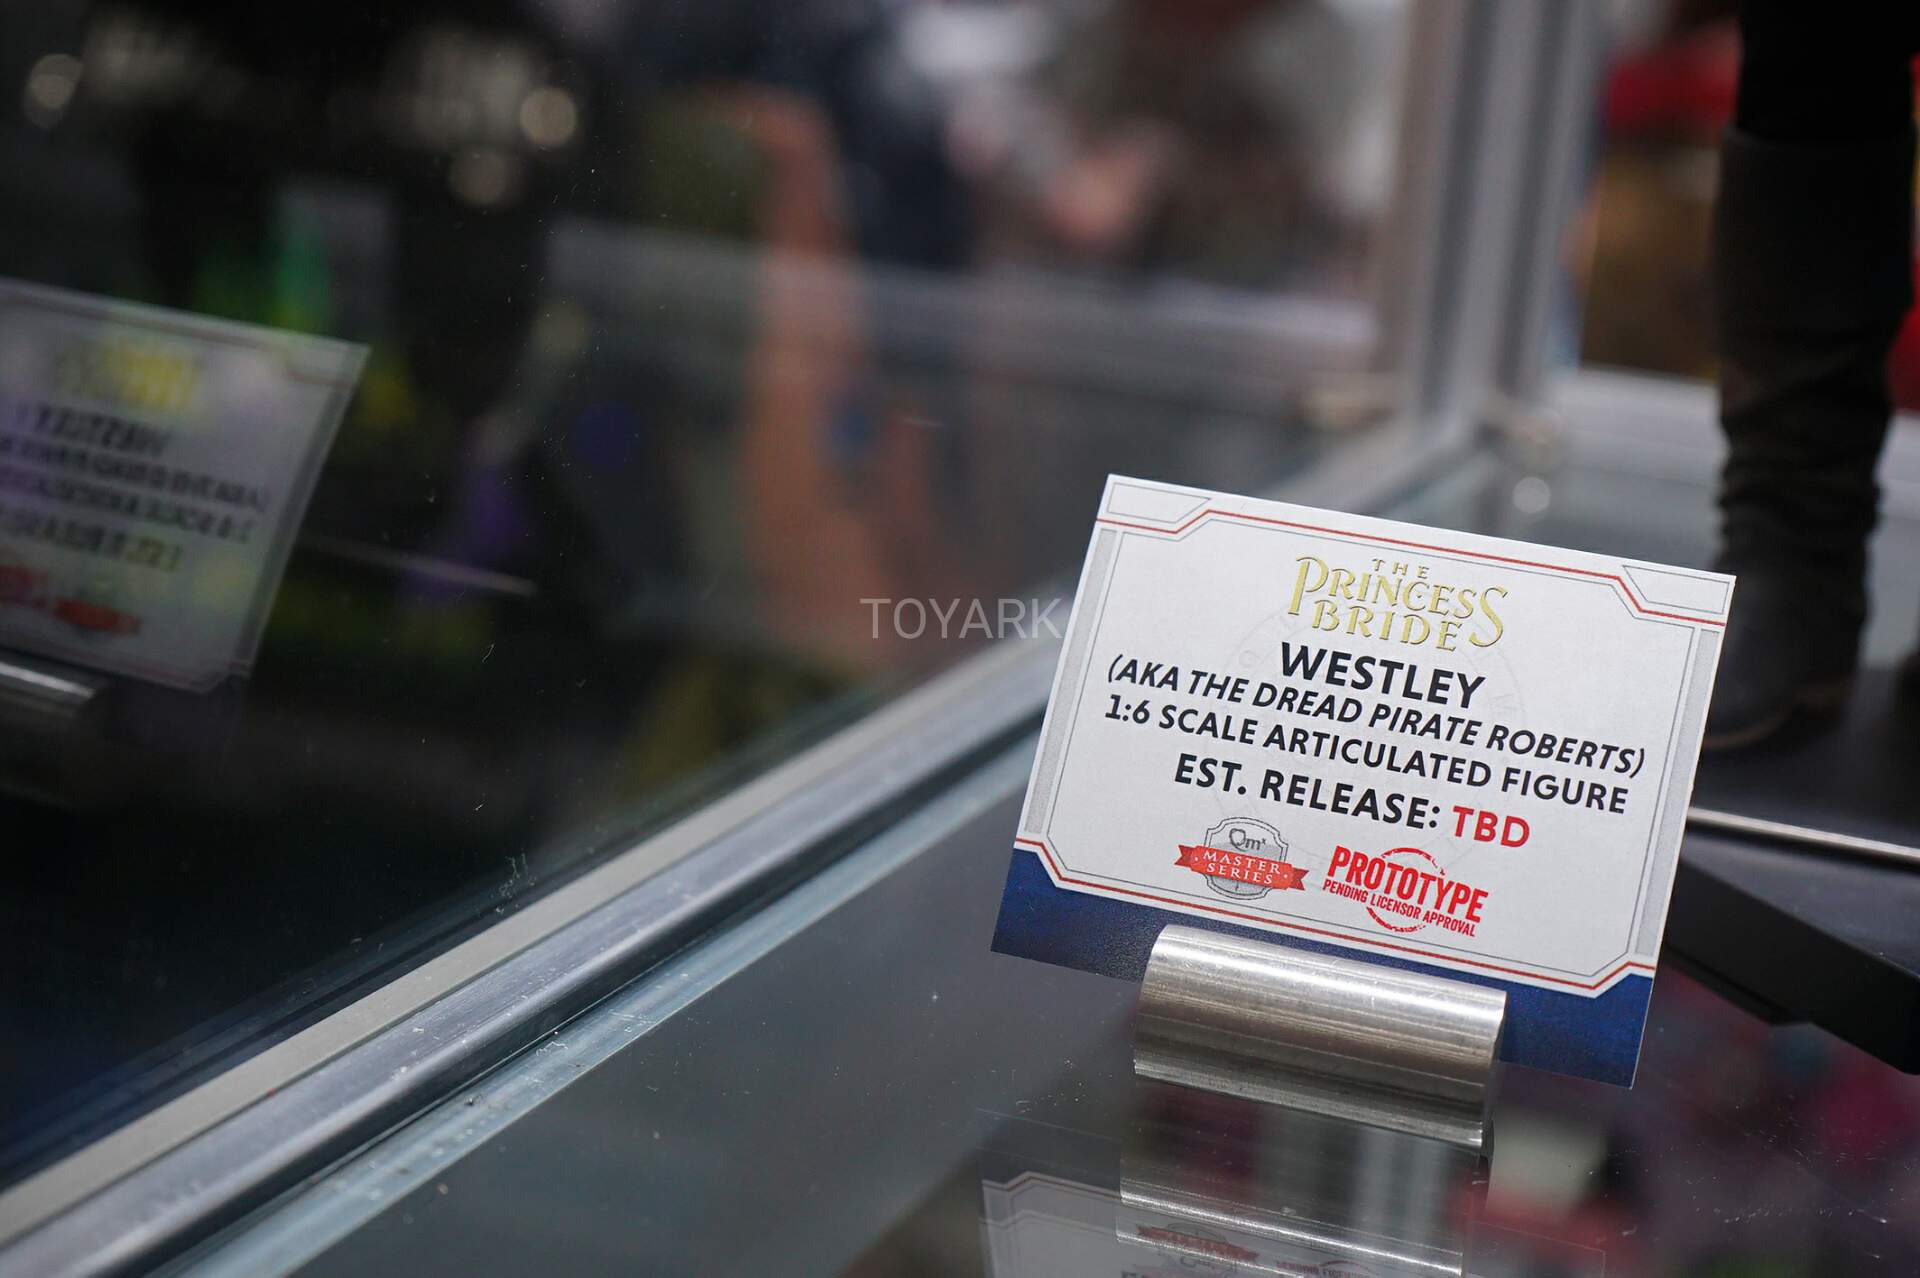 THE
PRINCESS
BRIDE
WESTLEY
(AKA THE DREAD PIRATE ROBERTS)
1:6 SCALE ARTICULATED FIGURE
EST. RELEASE: TBD
Qmx
MASTER
SERIES
PROTOTYPE
PENDING LICENSOR APPROVAL
TOYARK